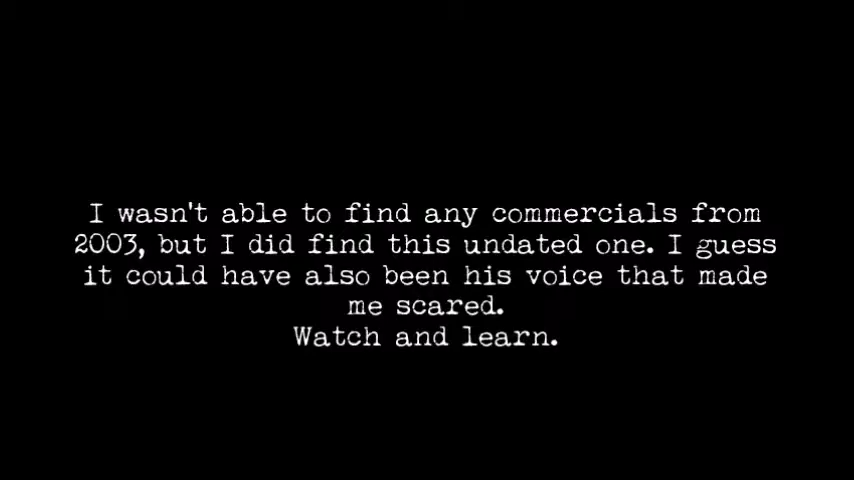 I wasn't able to find any commercials from
2003, but I did find this undated one. I guess
it could have also been his voice that made
me scared.
Watch and learn.